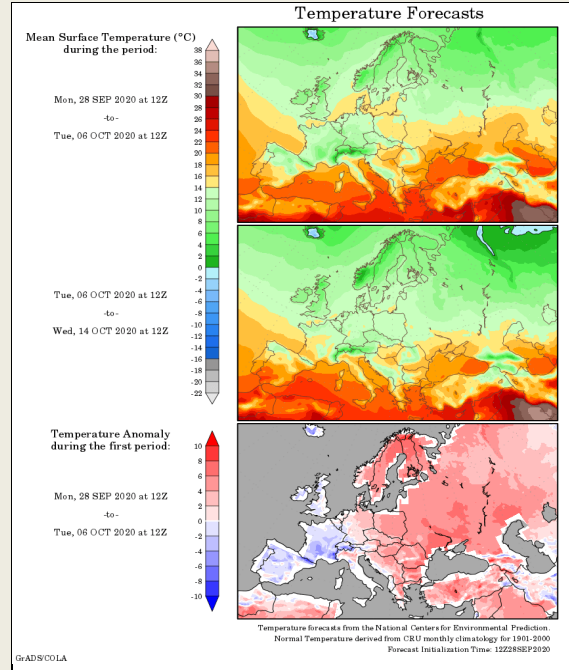 Temperature Forecasts
Mean Surface Temperature (°C)
during the period:
Mon, 28 SEP 2020 at 12Z
-to-
Tue, 06 OCT 2020 at 12Z
38
36
34
32
30
28
26
24
22
20
18
16
14
12
10
8
6
4
2
0
-2
-4
-6
-8
-10
-12
-14
-16
-18
-20
-22
Tue, 06 OCT 2020 at 12Z
-to-
Wed, 14 OCT 2020 at 12Z
Temperature Anomaly
during the first period:
Mon, 28 SEP 2020 at 12Z
-to-
Tue, 06 OCT 2020 at 12Z
10
8
6
4
2
0
-2
-4
-6
-8
-10
Temperature forecasts from the National Centers for Environmental Prediction.
Normal Temperature derived from CRU monthly climatology for 1901-2000
Forecast Initialization Time: 12Z28SEP2020
GrADS/COLA